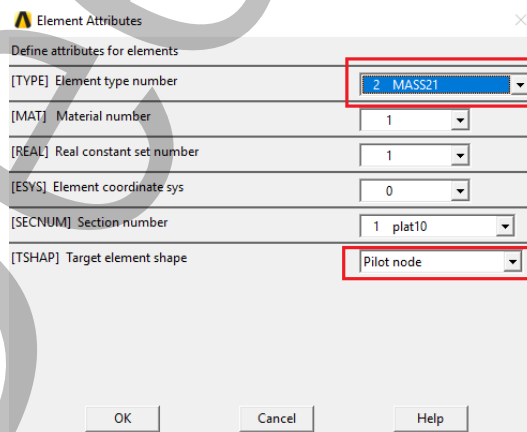 Element Attributes
Define attributes for elements
[TYPE] Element type number 2 MASS21
[MAT] Material number 1
[REAL] Real constant set number 1
[ESYS] Element coordinate sys 0
[SECNUM] Section number 1 plat10
[TSHAP] Target element shape Pilot node
OK Cancel Help